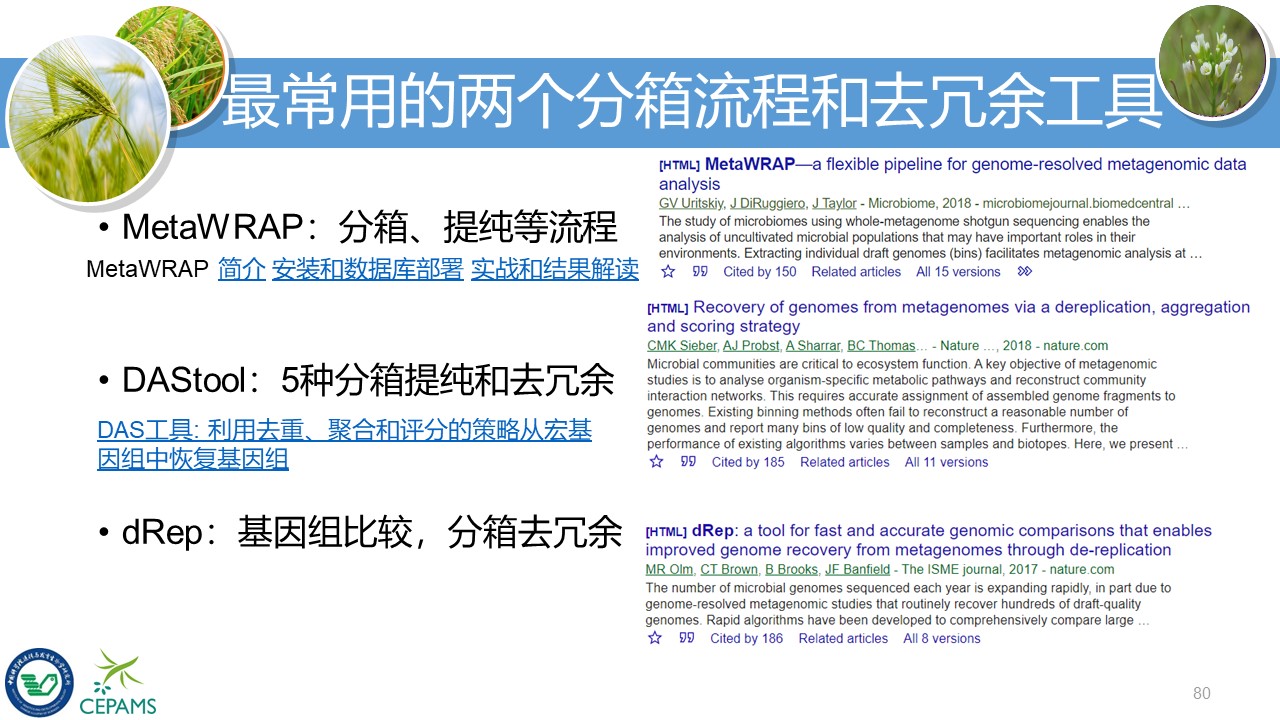 最常用的两个分箱流程和去冗余工具
• MetaWRAP：分箱、提纯等流程
MetaWRAP 简介 安装和数据库部署 实战和结果解读
• DAStool：5种分箱提纯和去冗余
DAS工具: 利用去重、聚合和评分的策略从宏基
因组中恢复基因组
• dRep：基因组比较，分箱去冗余
[HTML] MetaWRAP—a flexible pipeline for genome-resolved metagenomic data
analysis
GV Uritskiy, J DiRuggiero, J Taylor - Microbiome, 2018 - microbiomejournal.biomedcentral …
The study of microbiomes using whole-metagenome shotgun sequencing enables the
analysis of uncultivated microbial populations that may have important roles in their
environments. Extracting individual draft genomes (bins) facilitates metagenomic analysis at …
Cited by 150 Related articles All 15 versions
[HTML] Recovery of genomes from metagenomes via a dereplication, aggregation
and scoring strategy
CMK Sieber, AJ Probst, A Sharrar, BC Thomas… - Nature …, 2018 - nature.com
Microbial communities are critical to ecosystem function. A key objective of metagenomic
studies is to analyse organism-specific metabolic pathways and reconstruct community
interaction networks. This requires accurate assignment of assembled genome fragments to
genomes. Existing binning methods often fail to reconstruct a reasonable number of
genomes and report many bins of low quality and completeness. Furthermore, the
performance of existing algorithms varies between samples and biotopes. Here, we present …
Cited by 185 Related articles All 11 versions
[HTML] dRep: a tool for fast and accurate genomic comparisons that enables
improved genome recovery from metagenomes through de-replication
MR Olm, CT Brown, B Brooks, JF Banfield - The ISME journal, 2017 - nature.com
The number of microbial genomes sequenced each year is expanding rapidly, in part due to
genome-resolved metagenomic studies that routinely recover hundreds of draft-quality
genomes. Rapid algorithms have been developed to comprehensively compare large …
Cited by 186 Related articles All 8 versions
CEPAMS
80